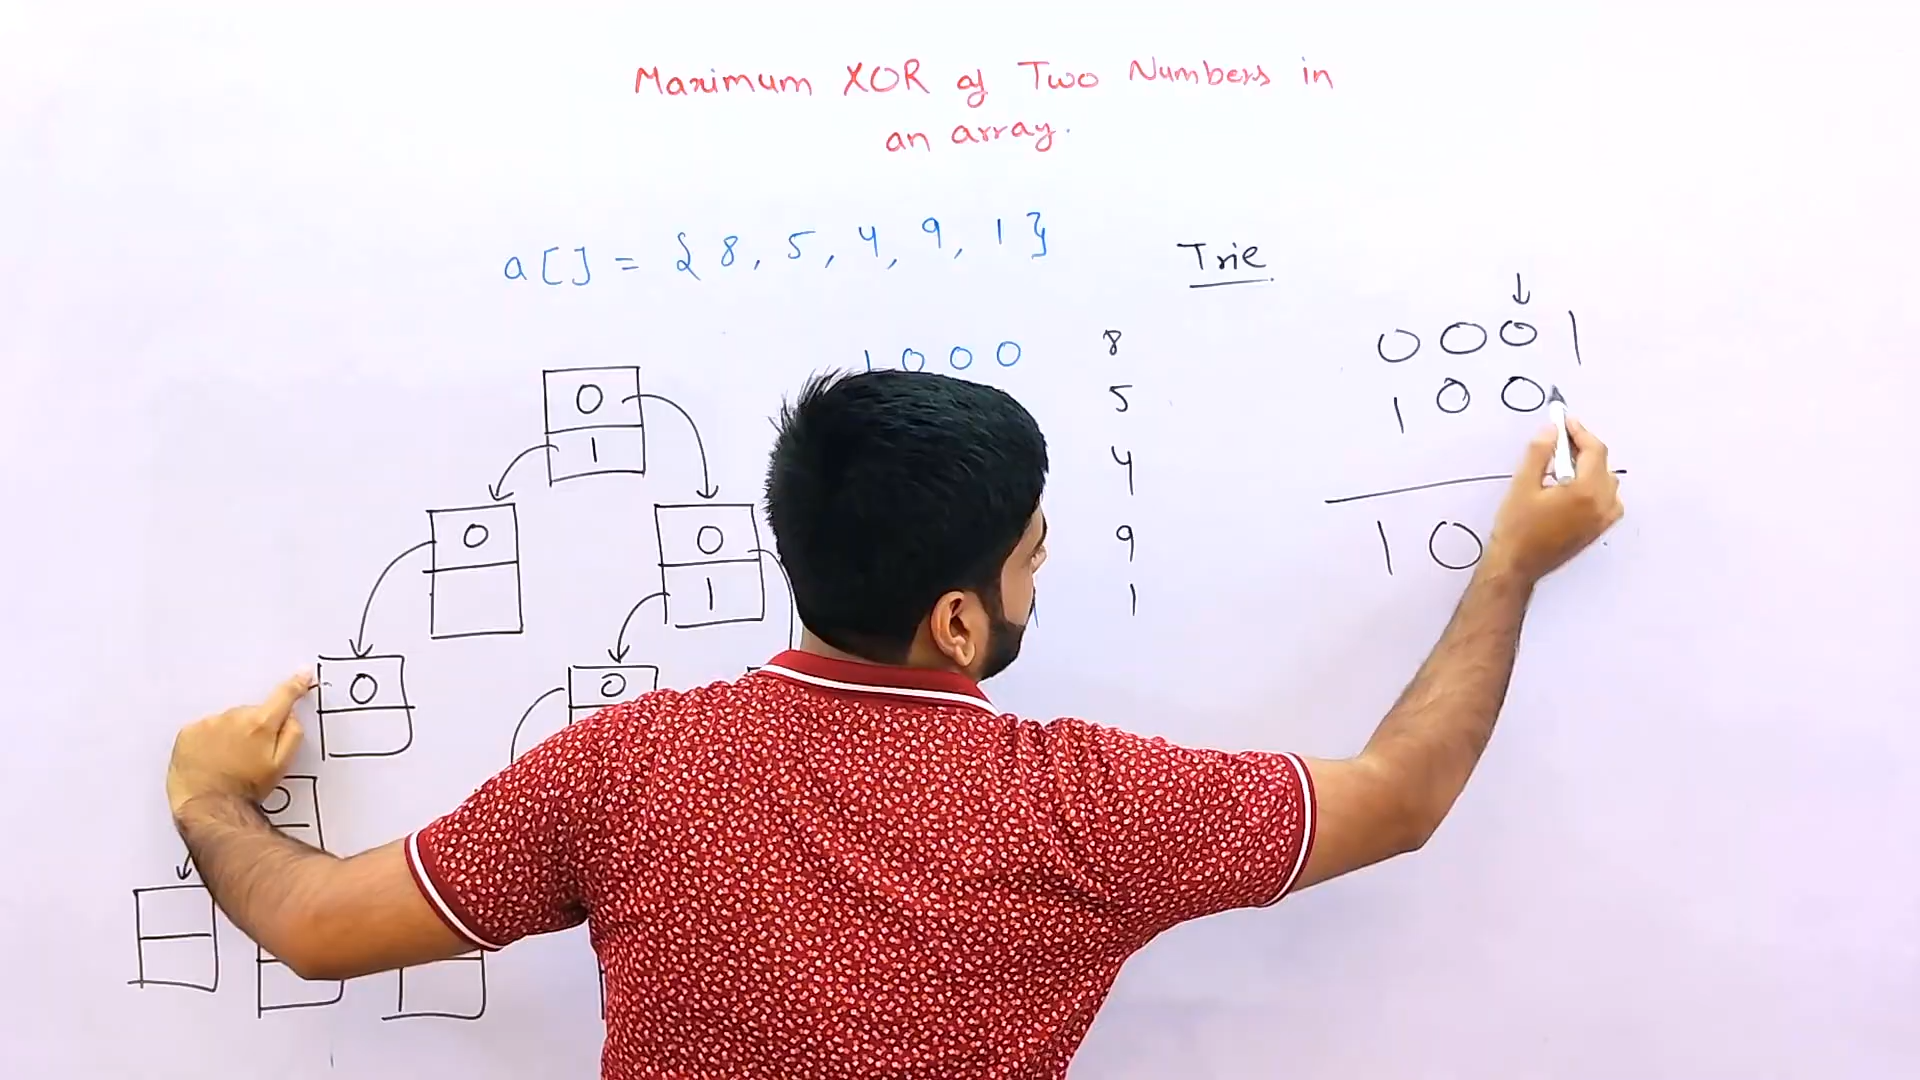 Maximum XOR of Two Numbers in
an array.
a[] = { 8, 5, 4, 9, 1 }
Trie
↓
1 0 0 0
8
5
4
9
1
0 0 0 1
1 0 0
1 0
0
1
0
0
1
0
0
0